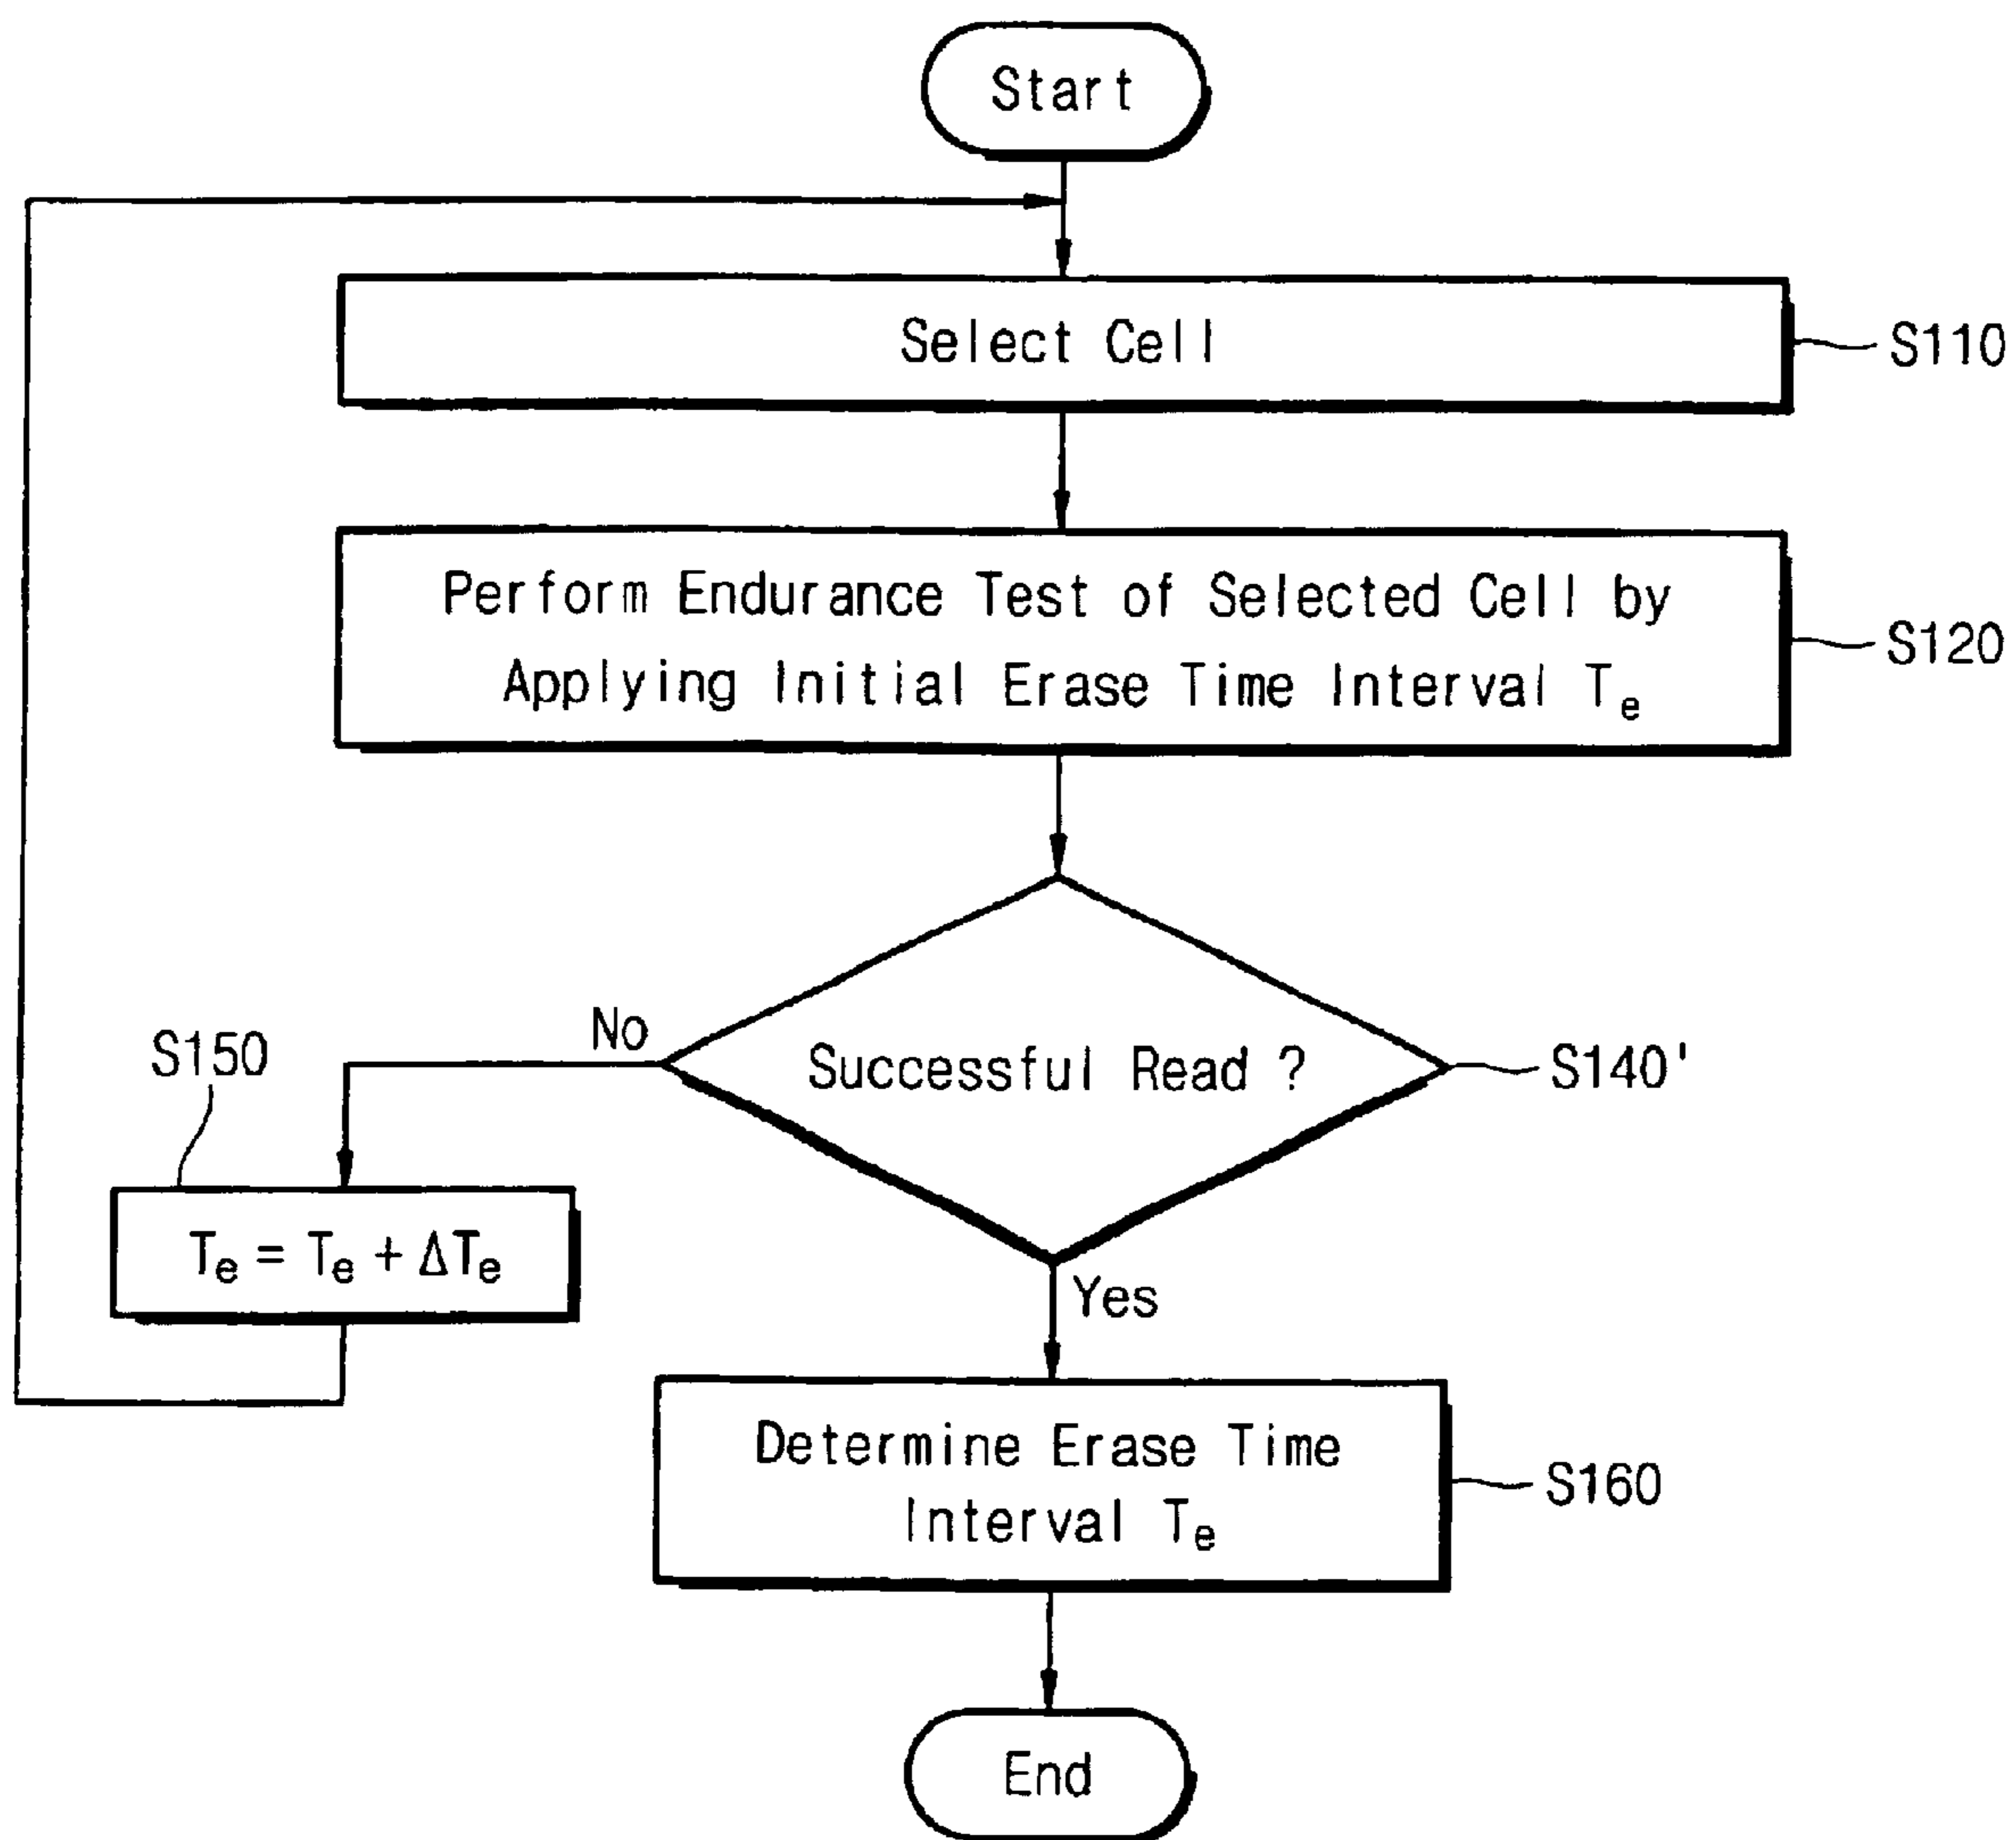 Start
Select Cell
S110
Perform Endurance Test of Selected Cell by
Applying Initial Erase Time Interval Te
S120
No
Successful Read ?
S140'
S150
Te = Te + ΔTe
Yes
Determine Erase Time
Interval Te
S160
End